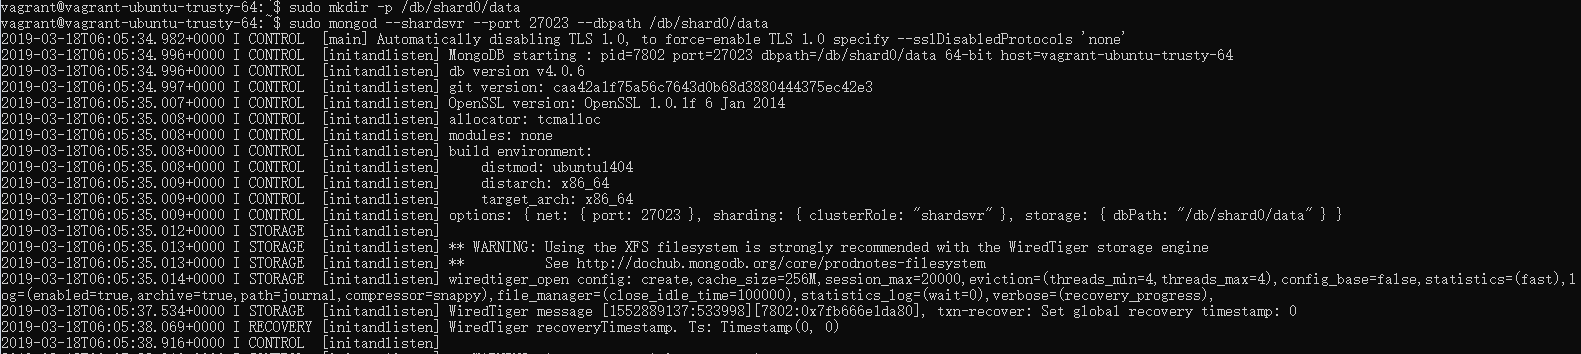 vagrant@vagrant-ubuntu-trusty-64:~$ sudo mkdir -p /db/shard0/data
vagrant@vagrant-ubuntu-trusty-64:~$ sudo mongod --shardsvr --port 27023 --dbpath /db/shard0/data
2019-03-18T06:05:34.982+0000 I CONTROL  [main] Automatically disabling TLS 1.0, to force-enable TLS 1.0 specify --sslDisabledProtocols 'none'
2019-03-18T06:05:34.996+0000 I CONTROL  [initandlisten] MongoDB starting : pid=7802 port=27023 dbpath=/db/shard0/data 64-bit host=vagrant-ubuntu-trusty-64
2019-03-18T06:05:34.996+0000 I CONTROL  [initandlisten] db version v4.0.6
2019-03-18T06:05:34.997+0000 I CONTROL  [initandlisten] git version: caa42a1f75a56c7643d0b68d3880444375ec42e3
2019-03-18T06:05:35.007+0000 I CONTROL  [initandlisten] OpenSSL version: OpenSSL 1.0.1f 6 Jan 2014
2019-03-18T06:05:35.008+0000 I CONTROL  [initandlisten] allocator: tcmalloc
2019-03-18T06:05:35.008+0000 I CONTROL  [initandlisten] modules: none
2019-03-18T06:05:35.008+0000 I CONTROL  [initandlisten] build environment:
2019-03-18T06:05:35.008+0000 I CONTROL  [initandlisten]     distmod: ubuntu1404
2019-03-18T06:05:35.009+0000 I CONTROL  [initandlisten]     distarch: x86_64
2019-03-18T06:05:35.009+0000 I CONTROL  [initandlisten]     target_arch: x86_64
2019-03-18T06:05:35.009+0000 I CONTROL  [initandlisten] options: { net: { port: 27023 }, sharding: { clusterRole: "shardsvr" }, storage: { dbPath: "/db/shard0/data" } }
2019-03-18T06:05:35.012+0000 I STORAGE  [initandlisten]
2019-03-18T06:05:35.013+0000 I STORAGE  [initandlisten] ** WARNING: Using the XFS filesystem is strongly recommended with the WiredTiger storage engine
2019-03-18T06:05:35.013+0000 I STORAGE  [initandlisten] **          See http://dochub.mongodb.org/core/prodnotes-filesystem
2019-03-18T06:05:35.014+0000 I STORAGE  [initandlisten] wiredtiger_open config: create,cache_size=256M,session_max=20000,eviction=(threads_min=4,threads_max=4),config_base=false,statistics=(fast),l
og=(enabled=true,archive=true,path=journal,compressor=snappy),file_manager=(close_idle_time=100000),statistics_log=(wait=0),verbose=(recovery_progress),
2019-03-18T06:05:37.534+0000 I STORAGE  [initandlisten] WiredTiger message [1552889137:533998][7802:0x7fb666e1da80], txn-recover: Set global recovery timestamp: 0
2019-03-18T06:05:38.069+0000 I RECOVERY [initandlisten] WiredTiger recoveryTimestamp. Ts: Timestamp(0, 0)
2019-03-18T06:05:38.916+0000 I CONTROL  [initandlisten]